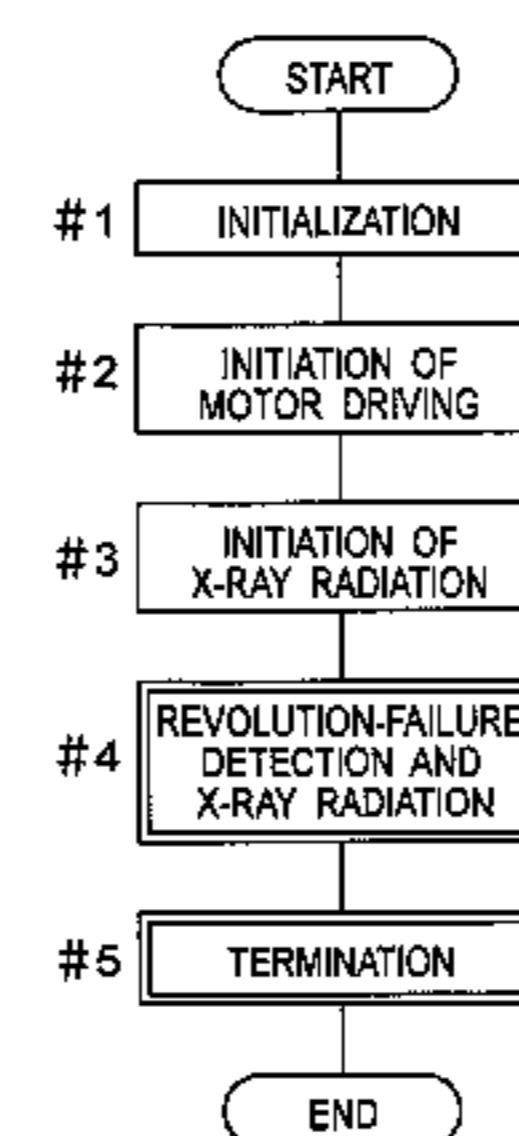 START
#1 INITIALIZATION
#2 INITIATION OF
MOTOR DRIVING
#3 INITIATION OF
X-RAY RADIATION
#4 REVOLUTION-FAILURE
DETECTION AND
X-RAY RADIATION
#5 TERMINATION
END